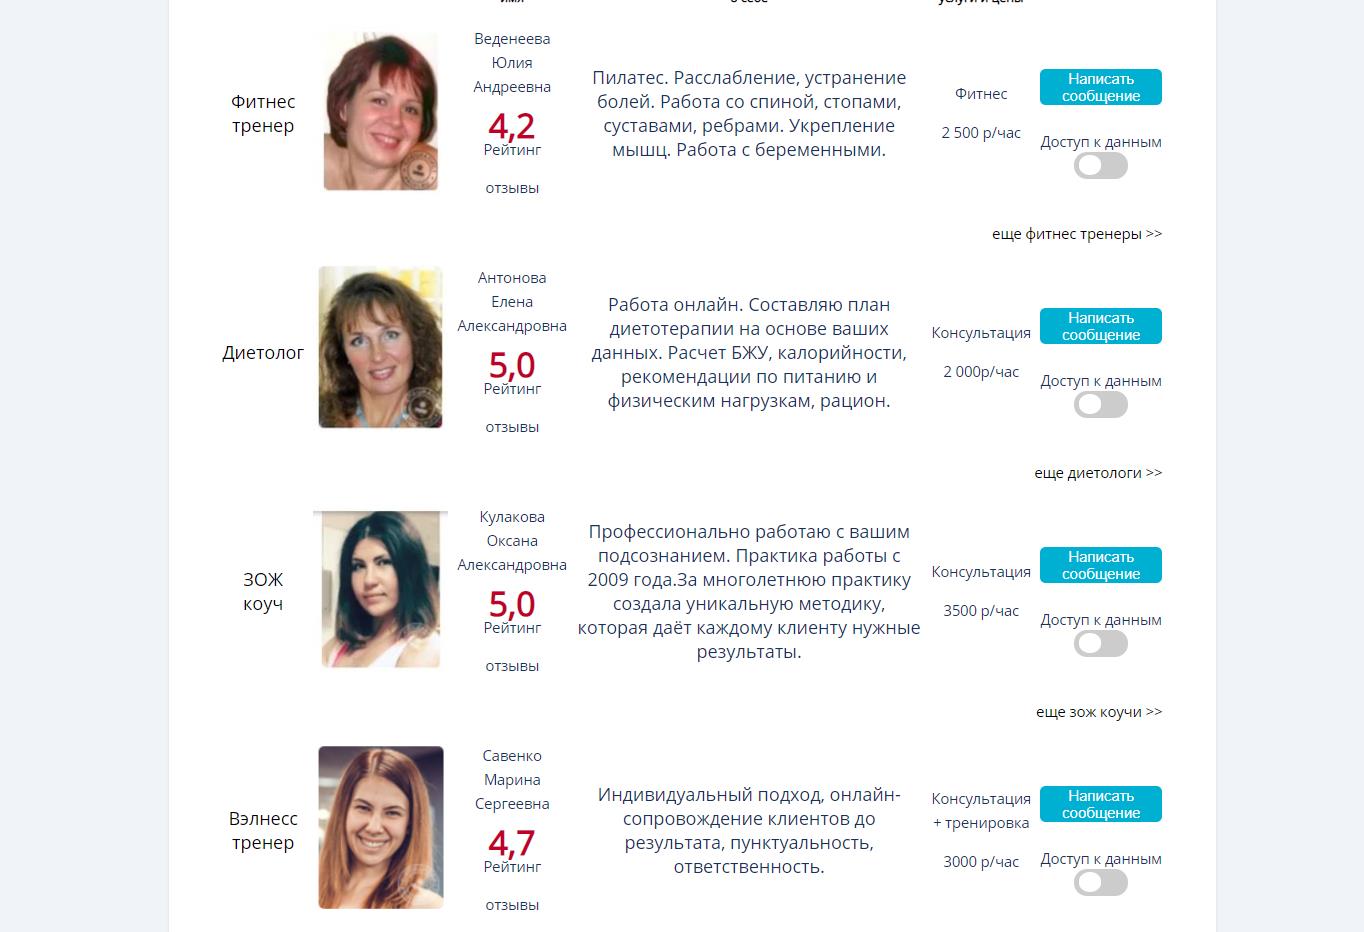 имя о себе услуги и цены
Фитнес
тренер
Веденеева
Юлия
Андреевна
4,2
Рейтинг
отзывы
Пилатес. Расслабление, устранение
болей. Работа со спиной, стопами,
суставами, ребрами. Укрепление
мышц. Работа с беременными.
Фитнес
2 500 р/час
Написать
сообщение
Доступ к данным
еще фитнес тренеры >>
Диетолог
Антонова
Елена
Александровна
5,0
Рейтинг
отзывы
Работа онлайн. Составляю план
диетотерапии на основе ваших
данных. Расчет БЖУ, калорийности,
рекомендации по питанию и
физическим нагрузкам, рацион.
Консультация
2 000р/час
Написать
сообщение
Доступ к данным
еще диетологи >>
ЗОЖ
коуч
Кулакова
Оксана
Александровна
5,0
Рейтинг
отзывы
Профессионально работаю с вашим
подсознанием. Практика работы с
2009 года.За многолетнюю практику
создала уникальную методику,
которая даёт каждому клиенту нужные
результаты.
Консультация
3500 р/час
Написать
сообщение
Доступ к данным
еще зож коучи >>
Вэлнесс
тренер
Савенко
Марина
Сергеевна
4,7
Рейтинг
отзывы
Индивидуальный подход, онлайн-
сопровождение клиентов до
результата, пунктуальность,
ответственность.
Консультация
+ тренировка
3000 р/час
Написать
сообщение
Доступ к данным